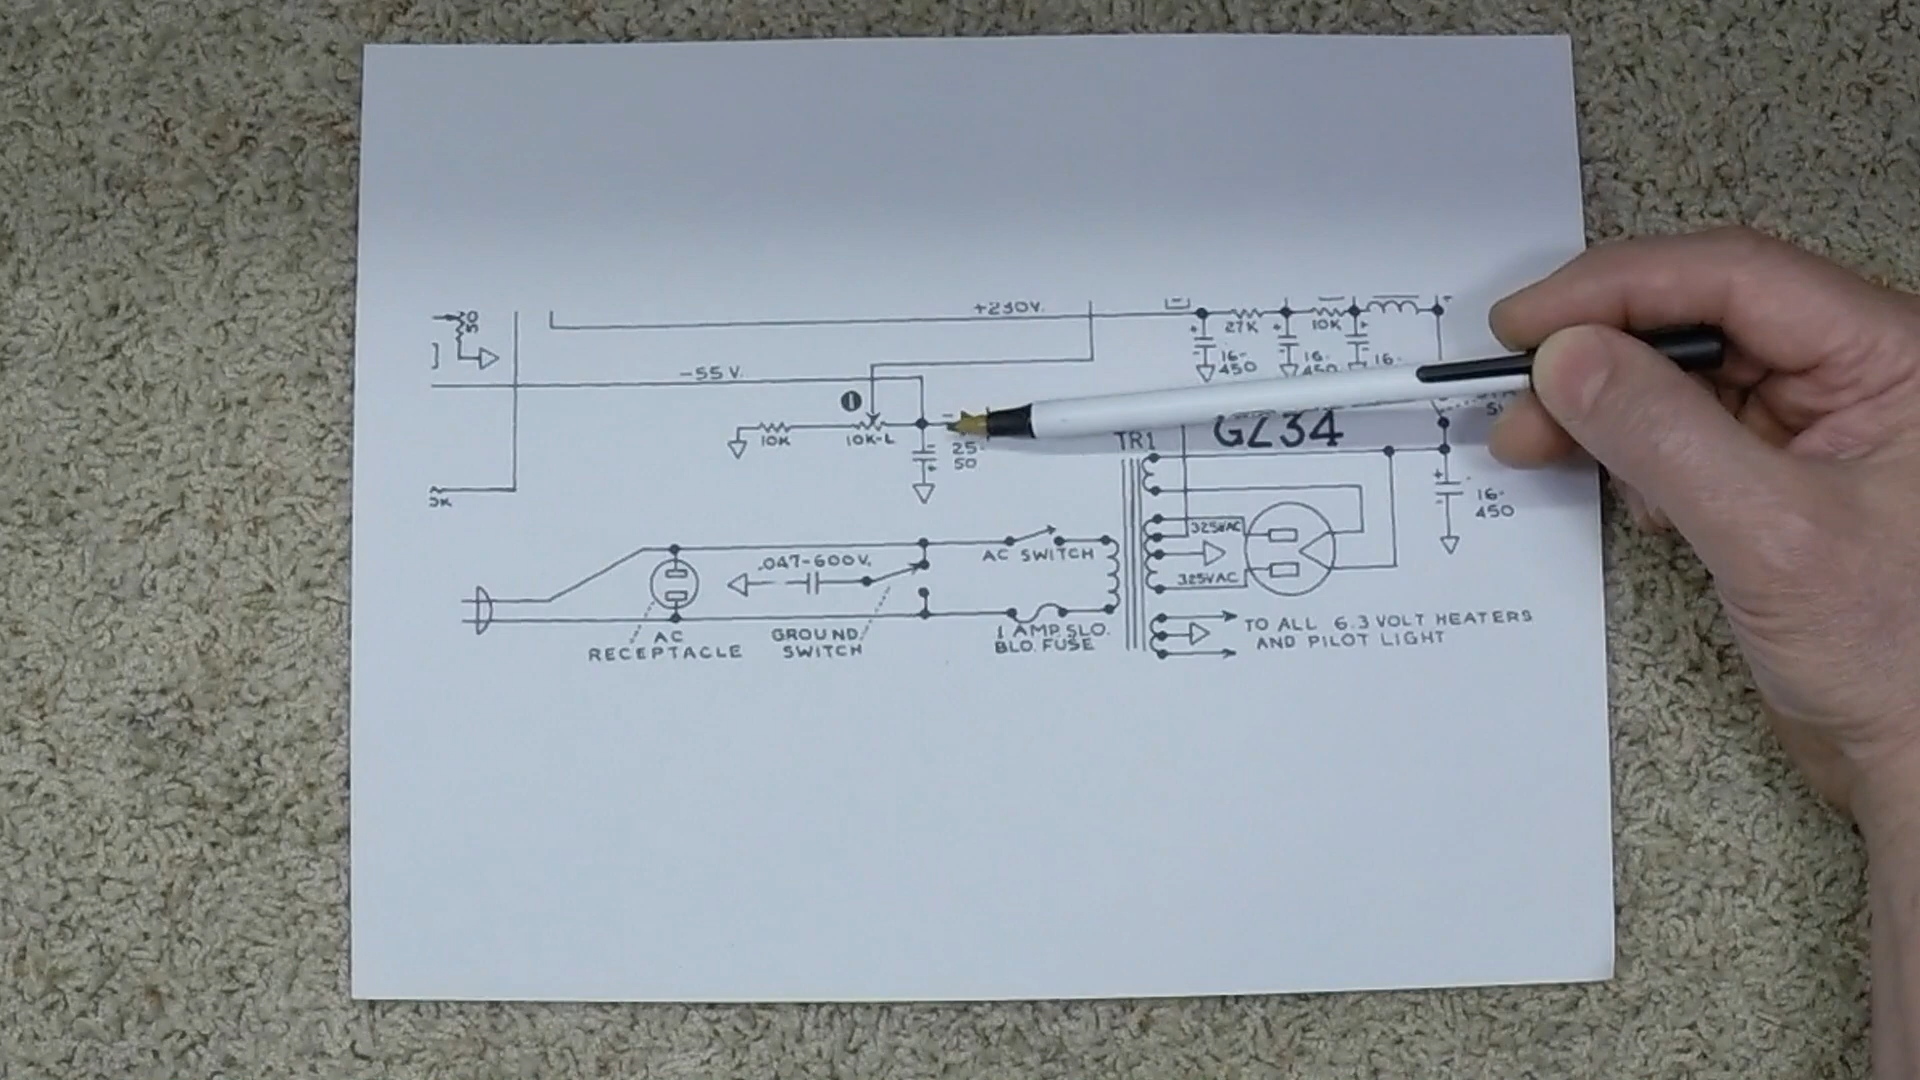 +230V.
50
27K
10K
16-
450
16-
450
16-
-55 V.
10K
10K-L
25-
50
TR1
GZ34
16-
450
325VAC
325VAC
.047-600V.
AC SWITCH
AC
RECEPTACLE
GROUND
SWITCH
1 AMP SLO.
BLO. FUSE
TO ALL 6.3 VOLT HEATERS
AND PILOT LIGHT